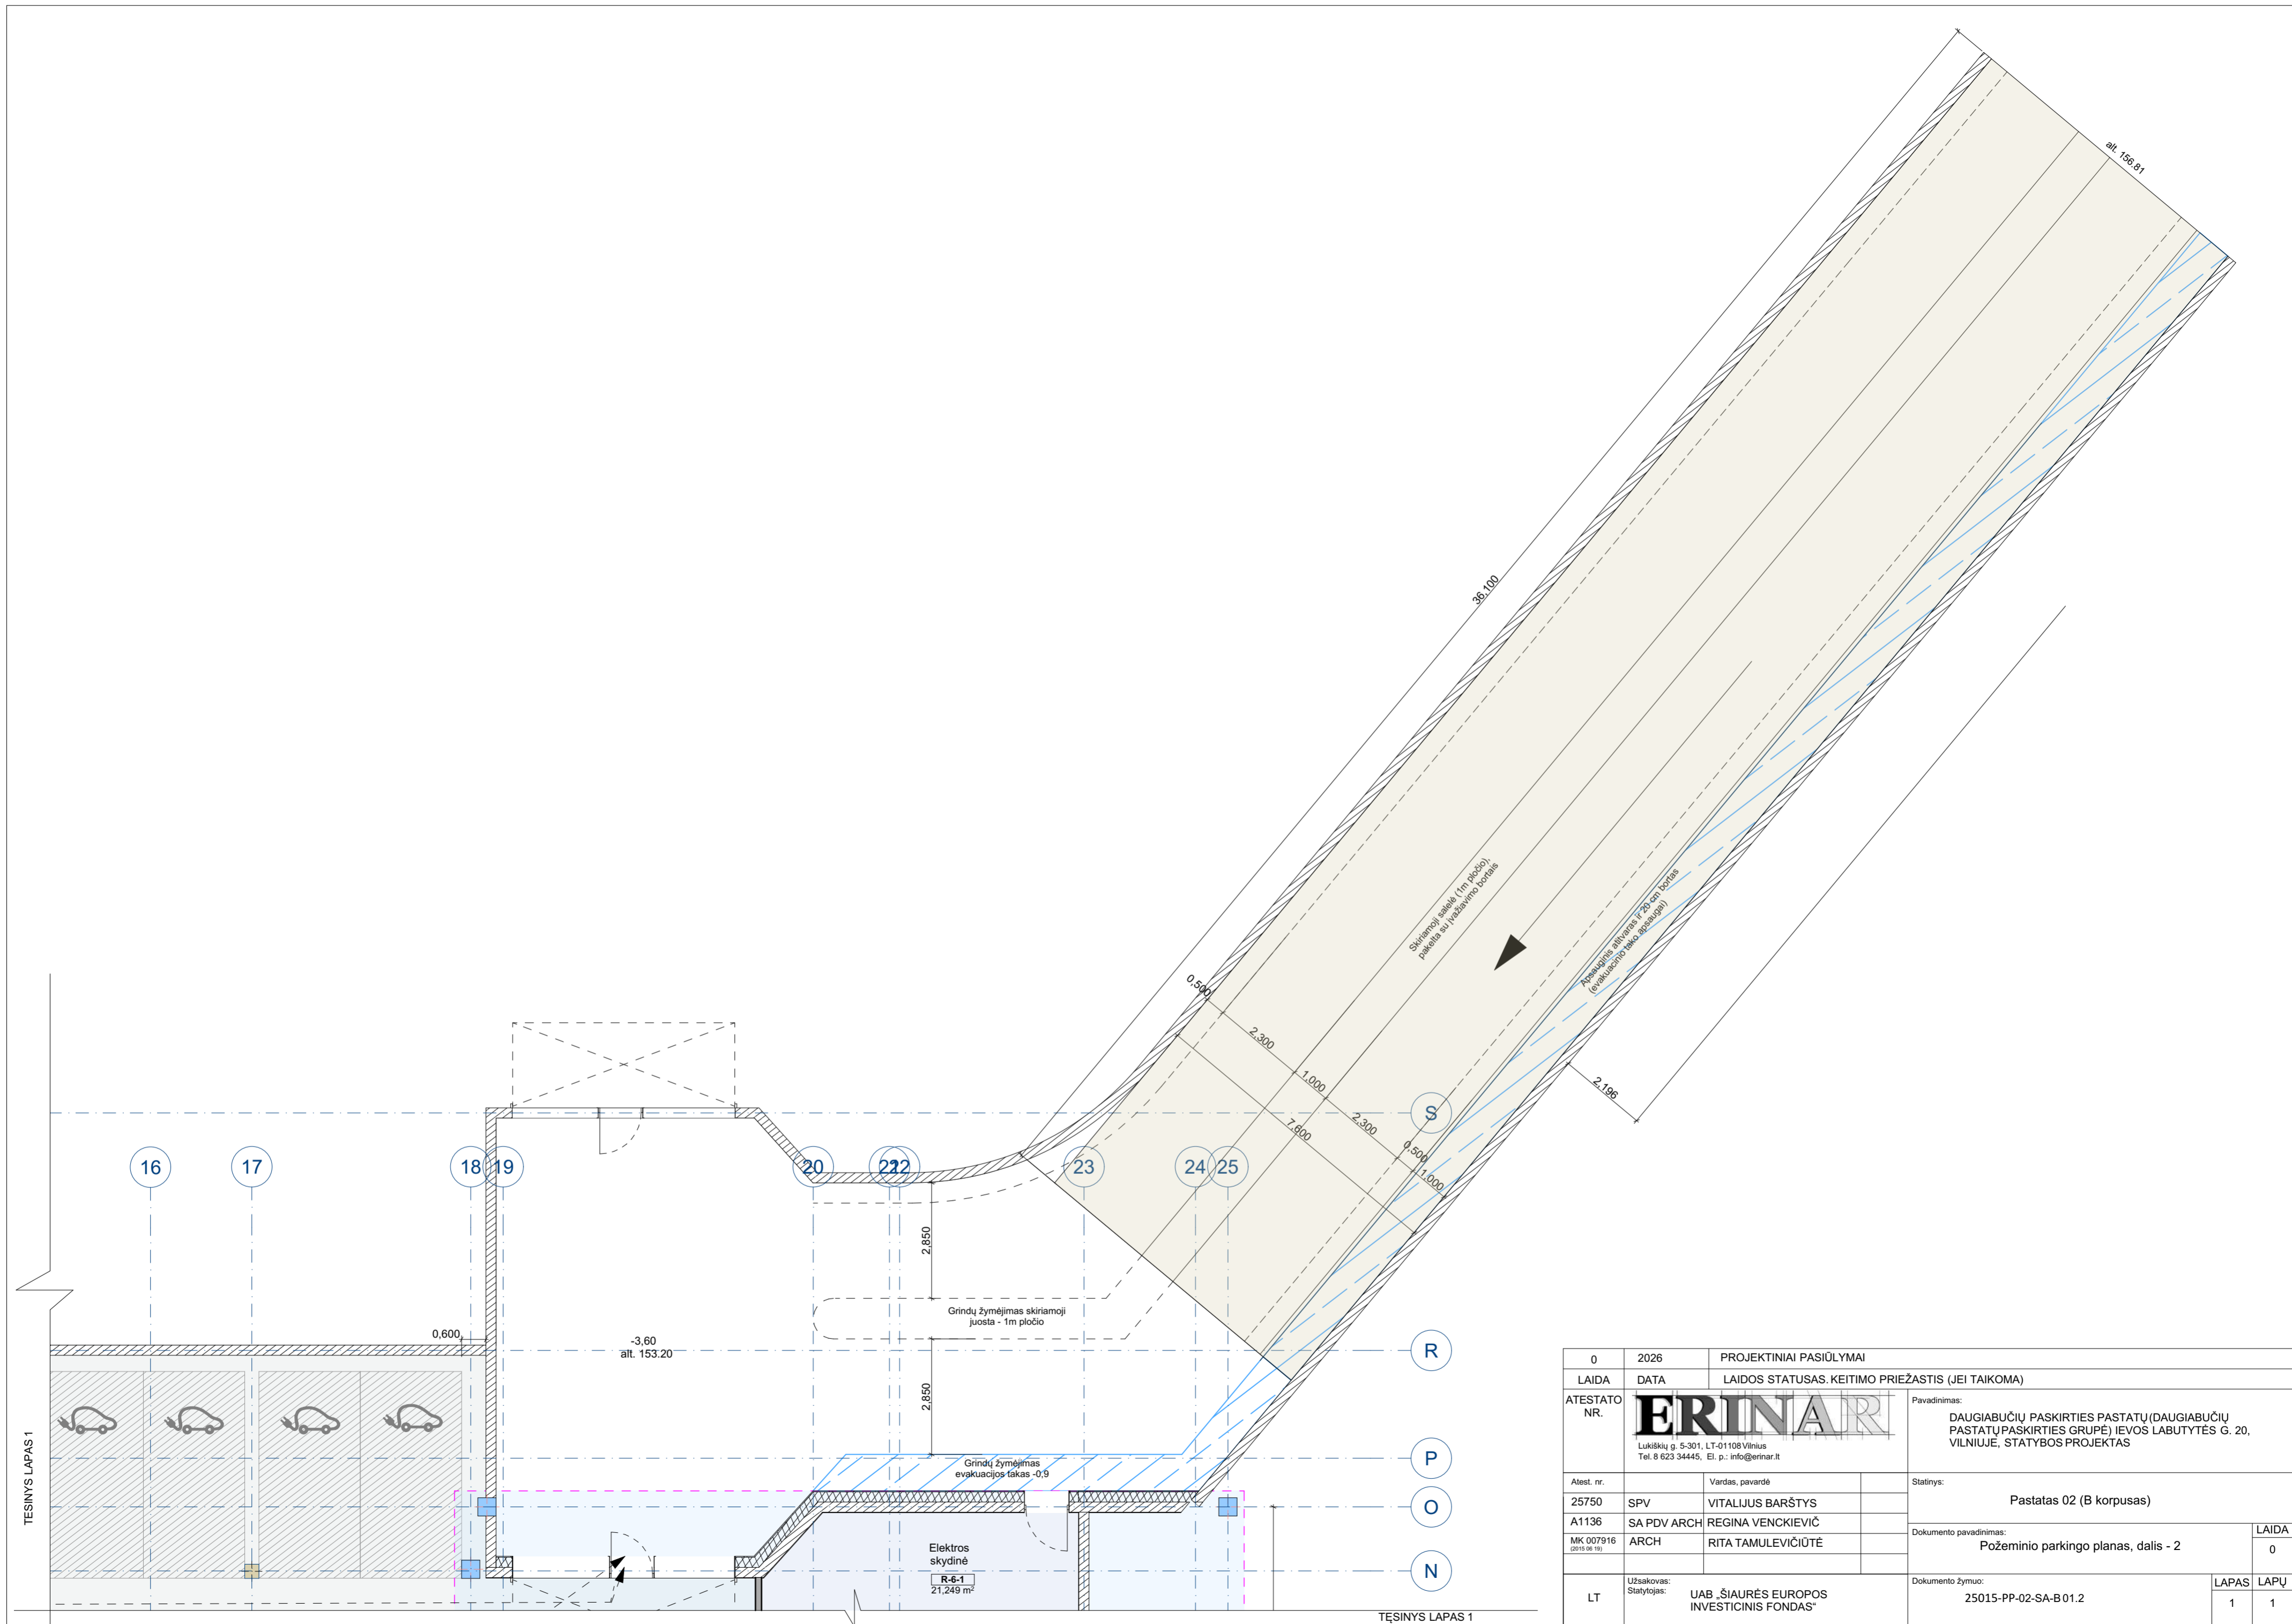 alt. 156.81
36,100
Skiriamoji salelė (1m pločio),
pakelta su įvažiavimo bortais
Apsauginis atitvaras ir 20 cm bortas
(evakuacinio tako apsaugai)
0,500
2,300
1,000
2,300
0,500
1,000
7,600
2,196
S
16
17
18
19
20
21
22
23
24
25
2,850
Grindų žymėjimas skiriamoji
juosta - 1m pločio
0,600
-3,60
alt. 153.20
R
2,850
P
Grindų žymėjimas
evakuacijos takas -0,9
O
Elektros
skydinė
R-6-1
21,249 m²
N
TĘSINYS LAPAS 1
TĘSINYS LAPAS 1
0 2026 PROJEKTINIAI PASIŪLYMAI
LAIDA DATA LAIDOS STATUSAS. KEITIMO PRIEŽASTIS (JEI TAIKOMA)
ATESTATO
NR.
ERINAR
Lukiškių g. 5-301, LT-01108 Vilnius
Tel. 8 623 34445, El. p.: info@erinar.lt
Pavadinimas:
DAUGIABUČIŲ PASKIRTIES PASTATŲ (DAUGIABUČIŲ
PASTATŲ PASKIRTIES GRUPĖ) IEVOS LABUTYTĖS G. 20,
VILNIUJE, STATYBOS PROJEKTAS
Atest. nr. Vardas, pavardė
25750 SPV VITALIJUS BARŠTYS
A1136 SA PDV ARCH REGINA VENCKIEVIČ
MK 007916 ARCH RITA TAMULEVIČIŪTĖ
(2015 06 19)
Statinys:
Pastatas 02 (B korpusas)
Dokumento pavadinimas:
Požeminio parkingo planas, dalis - 2
LAIDA
0
LT
Užsakovas:
Statytojas:
UAB „ŠIAURĖS EUROPOS
INVESTICINIS FONDAS“
Dokumento žymuo:
25015-PP-02-SA-B 01.2
LAPAS LAPŲ
1 1